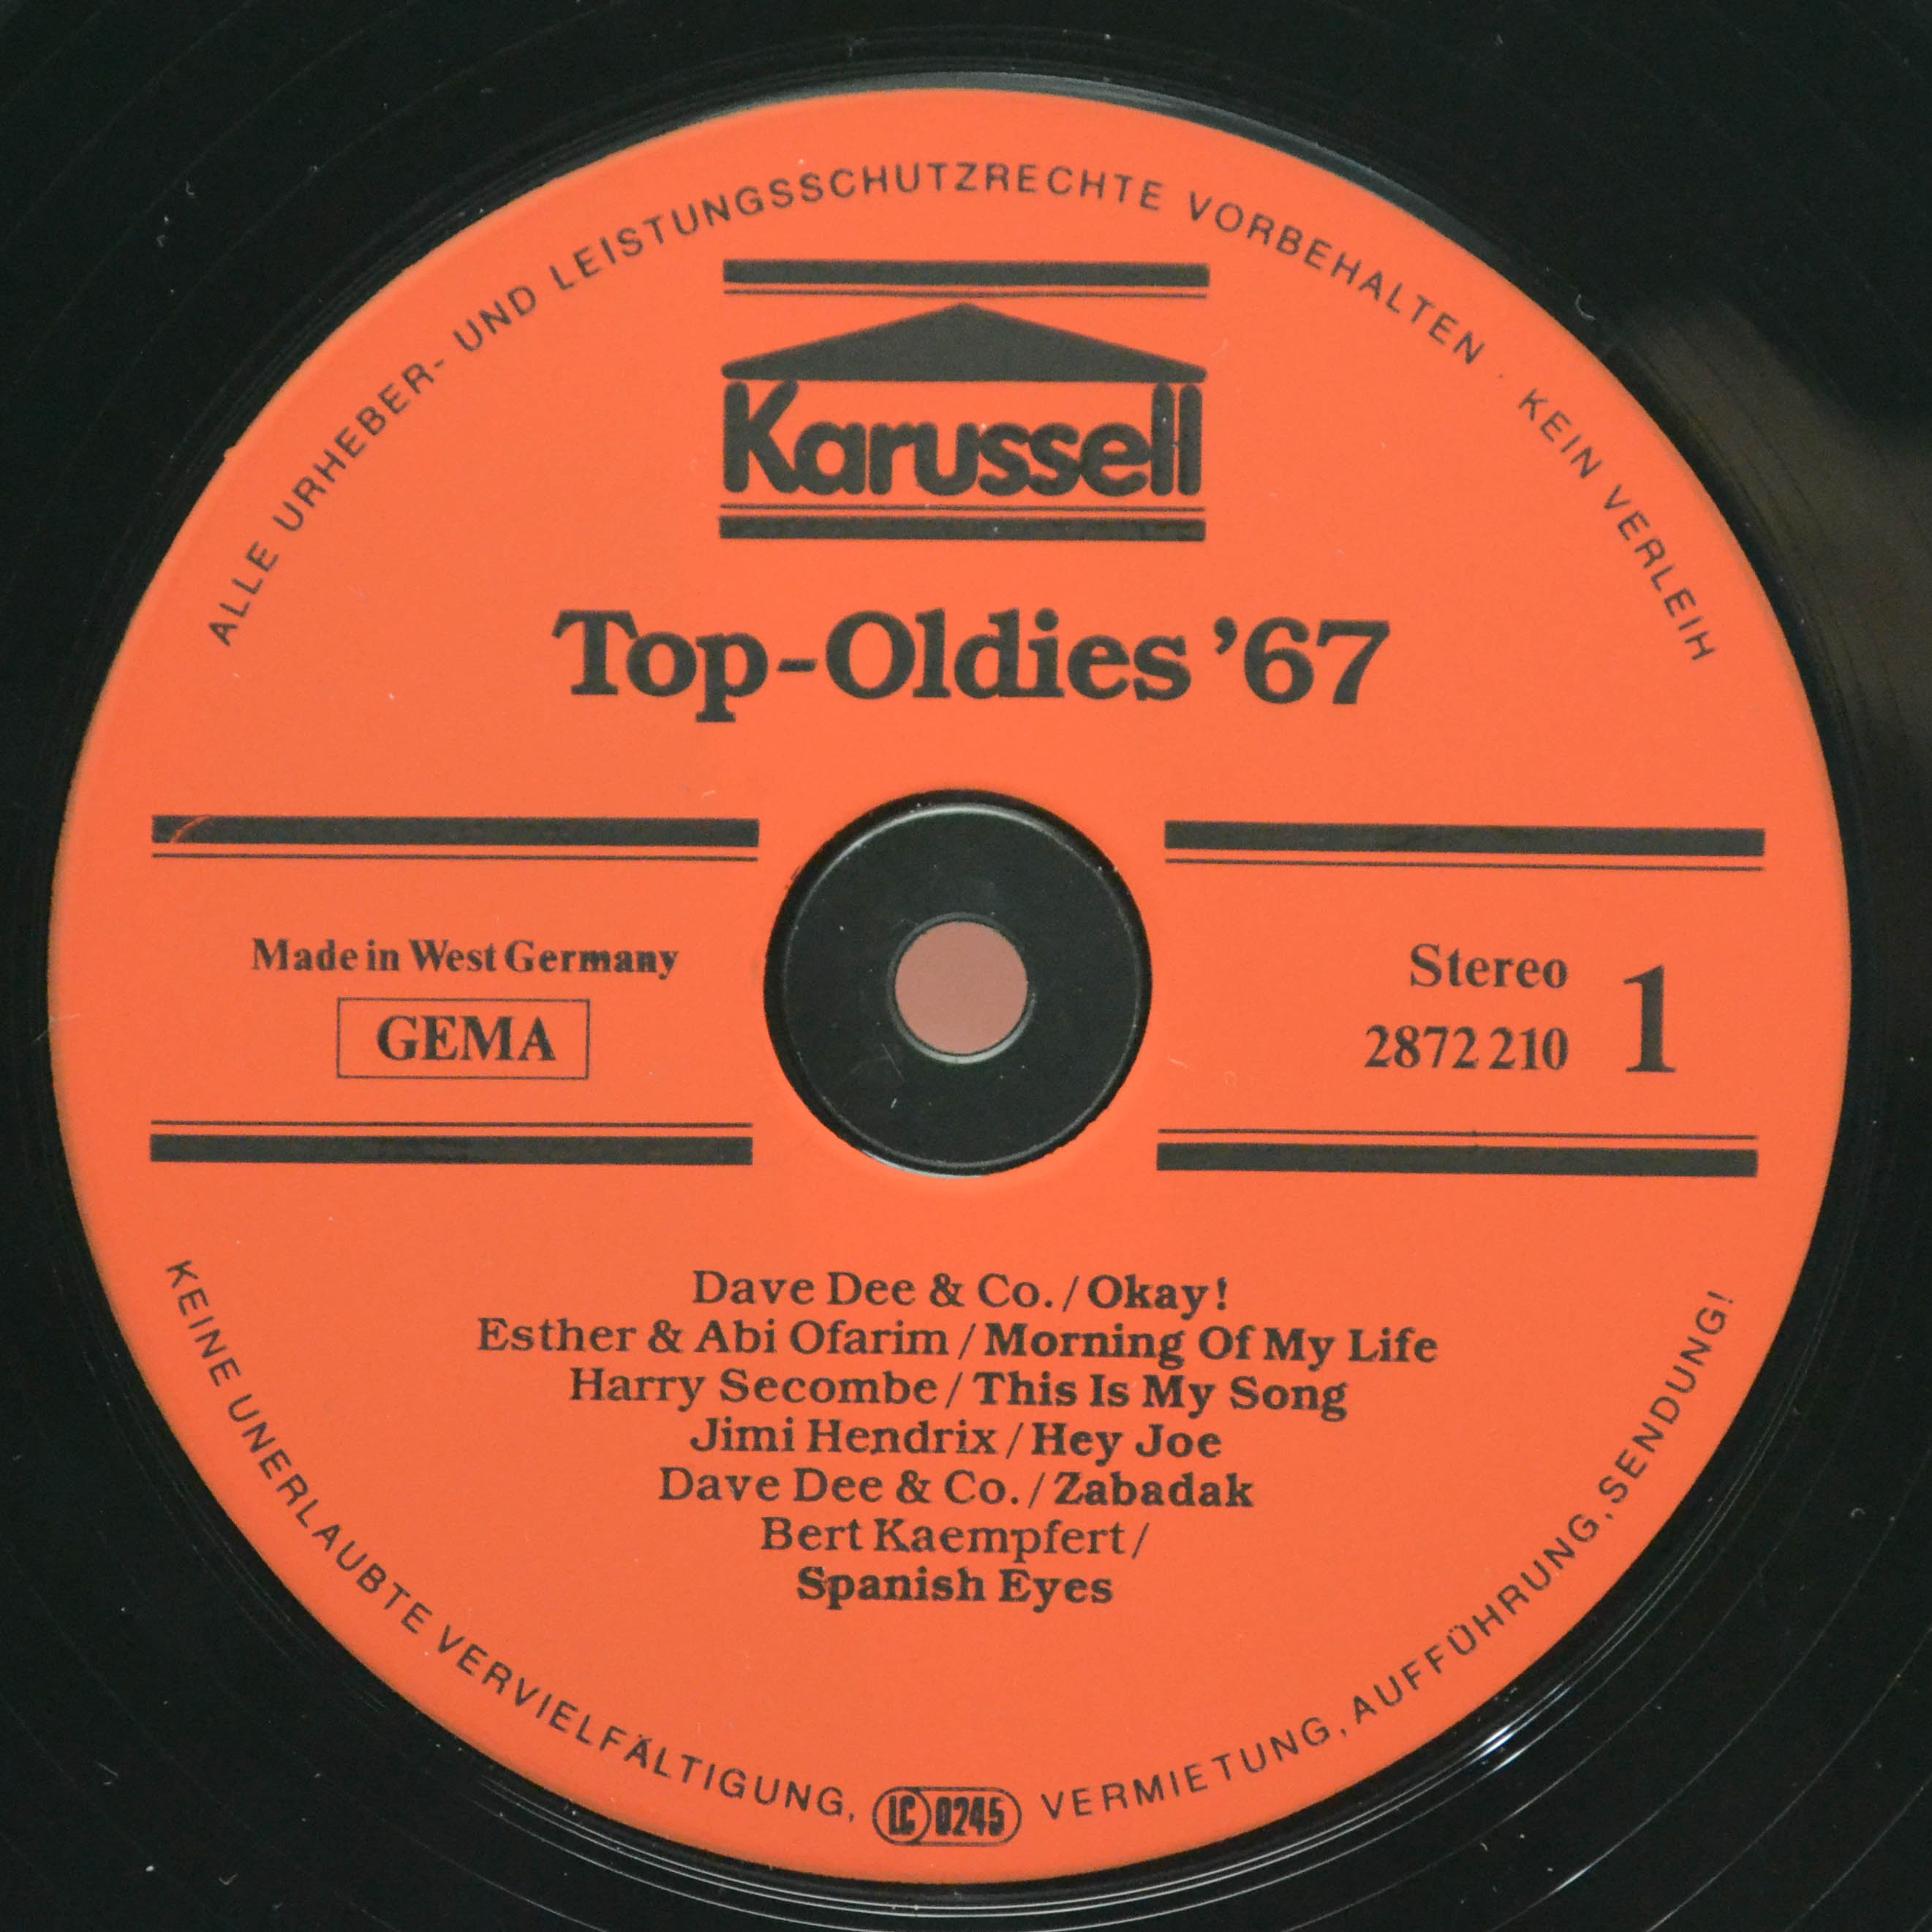 ALLE URHEBER- UND LEISTUNGSSCHUTZRECHTE VORBEHALTEN · KEIN VERLEIH
Karussell
Top-Oldies ’67
Made in West Germany
GEMA
Stereo
2872 210
1
Dave Dee & Co. / Okay!
Esther & Abi Ofarim / Morning Of My Life
Harry Secombe / This Is My Song
Jimi Hendrix / Hey Joe
Dave Dee & Co. / Zabadak
Bert Kaempfert /
Spanish Eyes
KEINE UNERLAUBTE VERVIELFÄLTIGUNG, VERMIETUNG, AUFFÜHRUNG, SENDUNG!
LC 0245